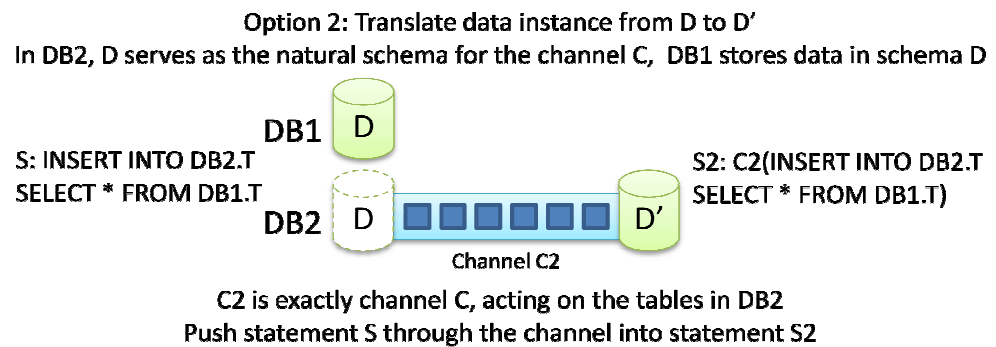 Option 2: Translate data instance from D to D’
In DB2, D serves as the natural schema for the channel C, DB1 stores data in schema D
DB1
D
S: INSERT INTO DB2.T
SELECT * FROM DB1.T
DB2
D
D’
S2: C2(INSERT INTO DB2.T
SELECT * FROM DB1.T)
Channel C2
C2 is exactly channel C, acting on the tables in DB2
Push statement S through the channel into statement S2